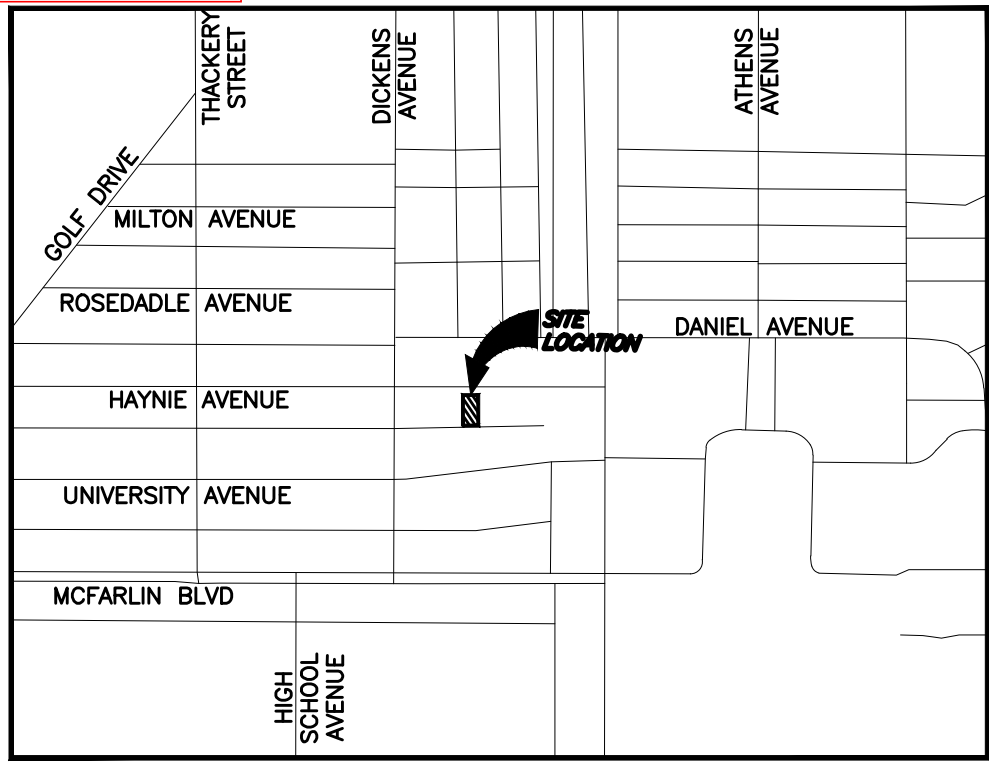 THACKERY
STREET
DICKENS
AVENUE
ATHENS
AVENUE
GOLF DRIVE
MILTON AVENUE
ROSEDADLE AVENUE
SITE
LOCATION
DANIEL AVENUE
HAYNIE AVENUE
UNIVERSITY AVENUE
MCFARLIN BLVD
HIGH
SCHOOL
AVENUE